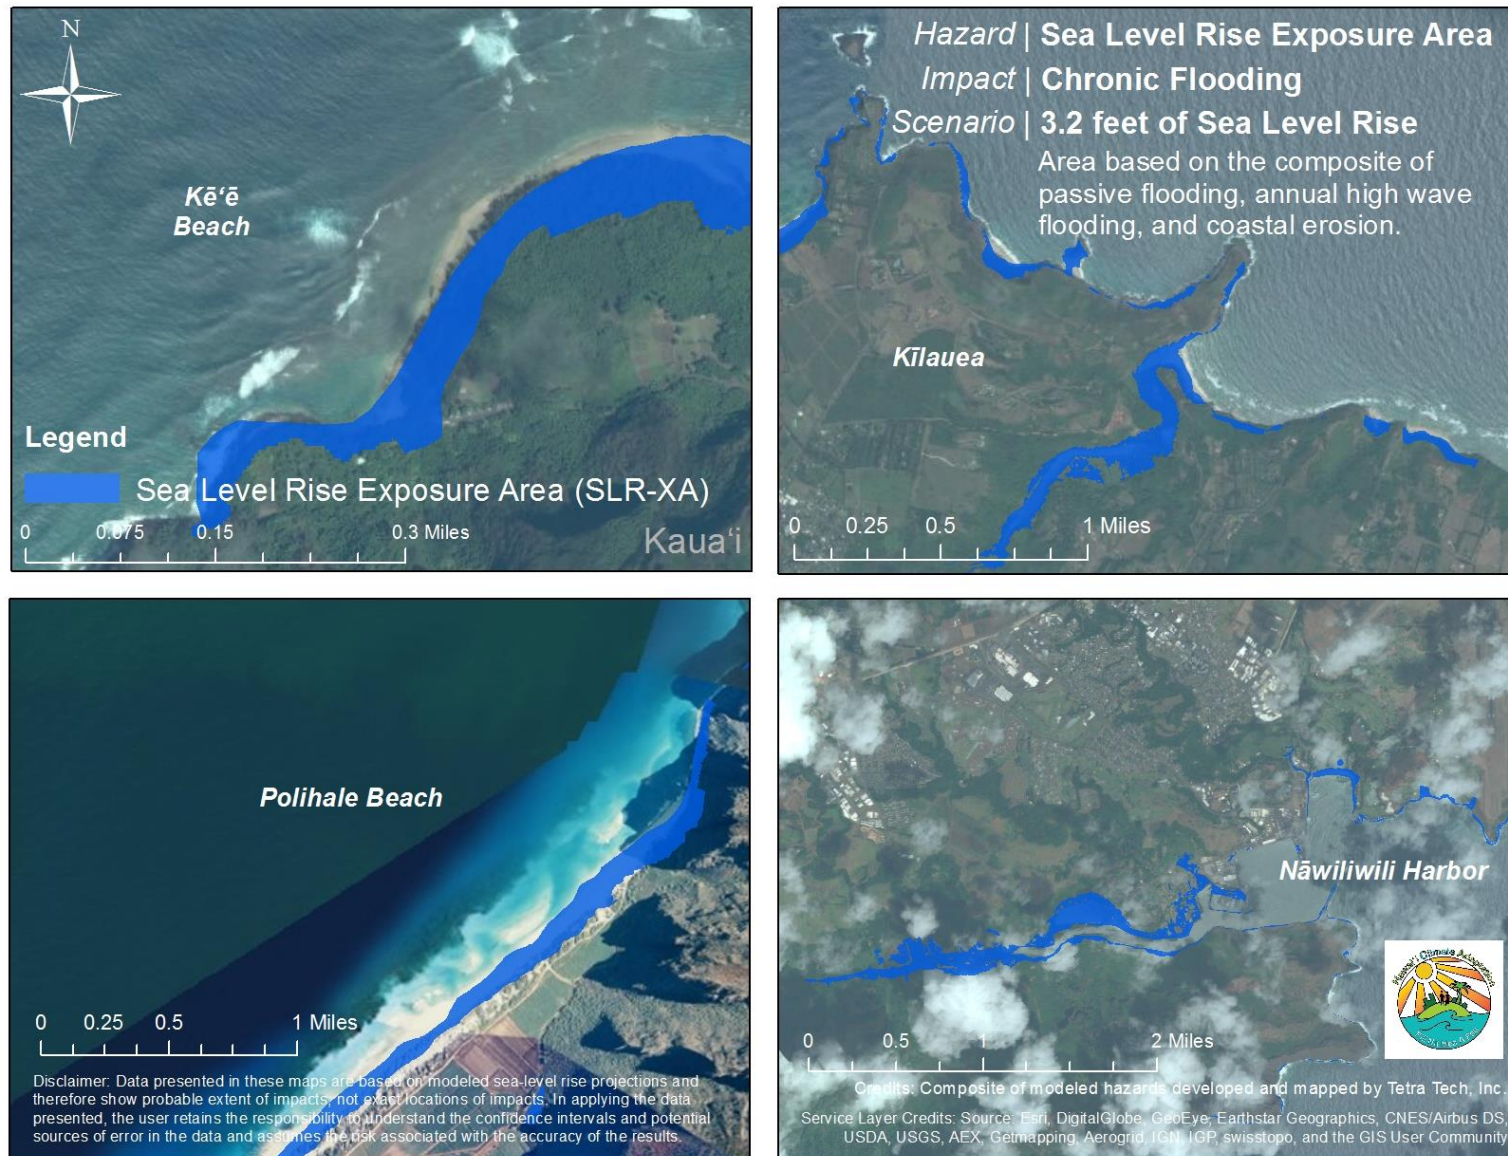 N
Kē‘ē
Beach
Legend
Sea Level Rise Exposure Area (SLR-XA)
0 0.075 0.15 0.3 Miles
Kaua‘i
Hazard | Sea Level Rise Exposure Area
Impact | Chronic Flooding
Scenario | 3.2 feet of Sea Level Rise
Area based on the composite of
passive flooding, annual high wave
flooding, and coastal erosion.
Kīlauea
0 0.25 0.5 1 Miles
Polihale Beach
0 0.25 0.5 1 Miles
Disclaimer: Data presented in these maps are based on modeled sea-level rise projections and
therefore show probable extent of impacts, not exact locations of impacts. In applying the data
presented, the user retains the responsibility to understand the confidence intervals and potential
sources of error in the data and assumes the risk associated with the accuracy of the results.
Nāwiliwili Harbor
Hawai‘i Climate Adaptation
0 0.5 1 2 Miles
Credits: Composite of modeled hazards developed and mapped by Tetra Tech, Inc.
Service Layer Credits: Source: Esri, DigitalGlobe, GeoEye, Earthstar Geographics, CNES/Airbus DS,
USDA, USGS, AEX, Getmapping, Aerogrid, IGN, IGP, swisstopo, and the GIS User Community